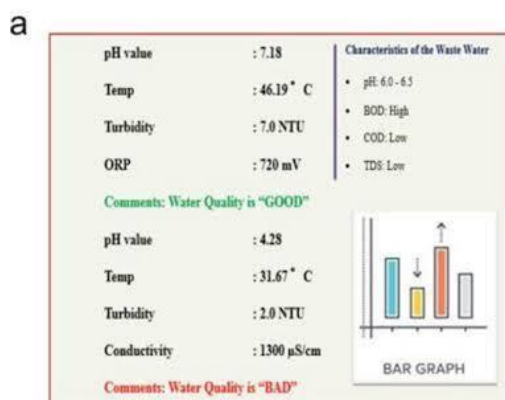 a
pH value : 7.18
Temp : 46.19° C
Turbidity : 7.0 NTU
ORP : 720 mV
Comments: Water Quality is “GOOD”
pH value : 4.28
Temp : 31.67° C
Turbidity : 2.0 NTU
Conductivity : 1300 µS/cm
Comments: Water Quality is “BAD”
Characteristics of the Waste Water
• pH: 6.0 - 6.5
• BOD: High
• COD: Low
• TDS: Low
BAR GRAPH